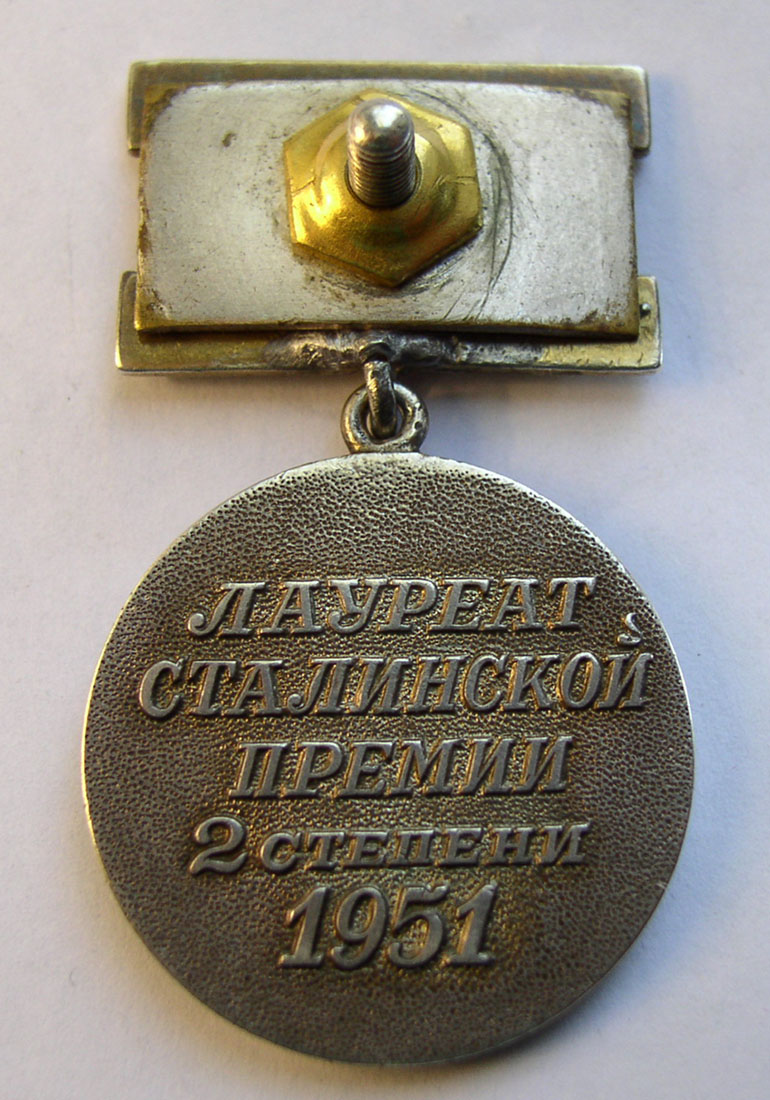 ЛАУРЕАТ
СТАЛИНСКОЙ
ПРЕМИИ
2 СТЕПЕНИ
1951